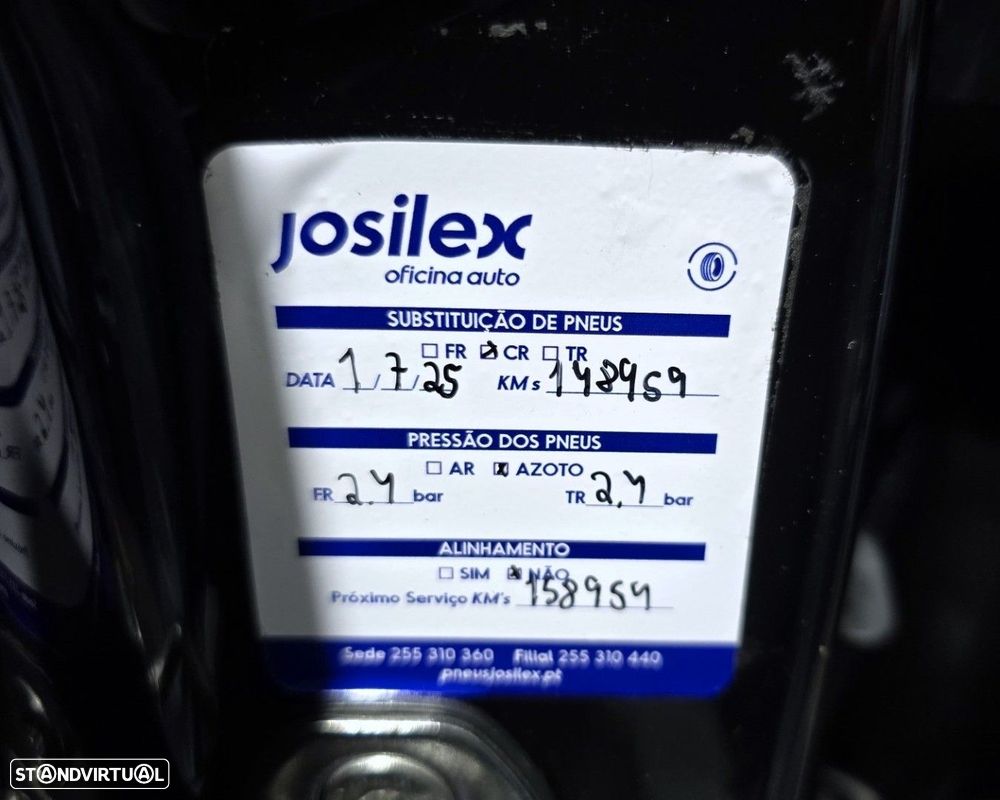 josilex
oficina auto
SUBSTITUIÇÃO DE PNEUS
FR CR TR
DATA 1/7/25 KMs 148959
PRESSÃO DOS PNEUS
AR AZOTO
FR 2.4 bar TR 2.4 bar
ALINHAMENTO
SIM NÃO
Próximo Serviço KM's 158959
Sede 255 310 360 Filial 255 310 440
pneusjosilex.pt
STANDVIRTUAL